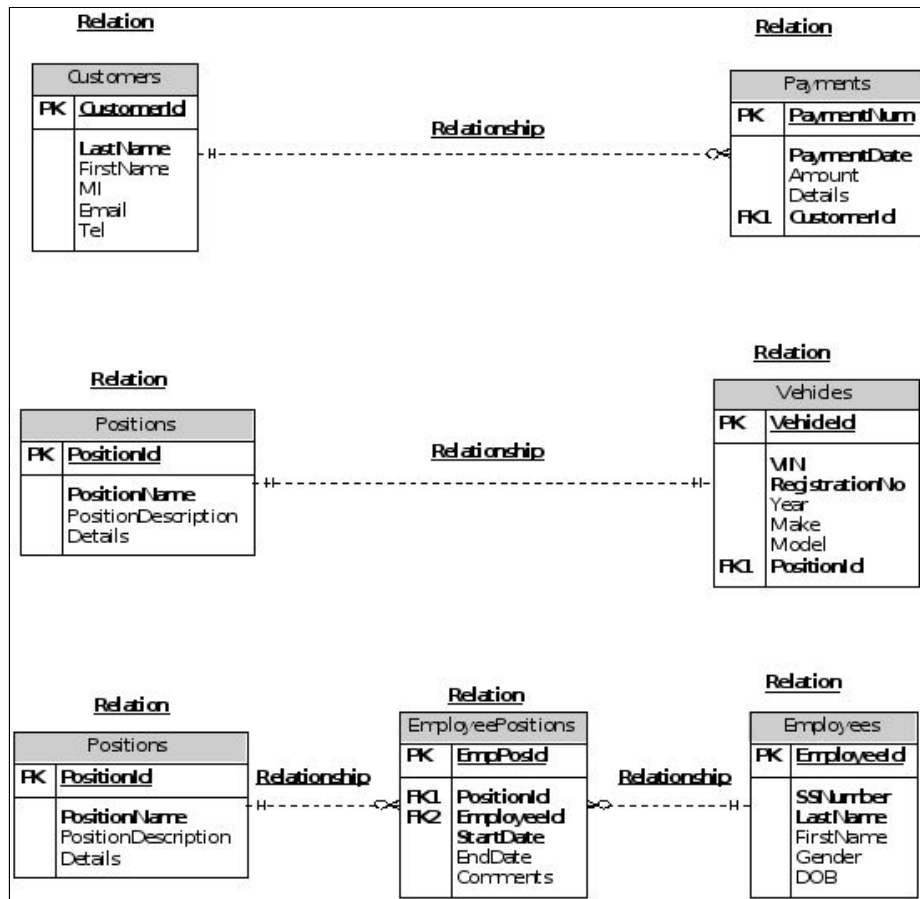 Relation
Relation
Customers
PK CustomerId
LastName
FirstName
MI
Email
Tel
Relationship
Payments
PK PaymentNum
PaymentDate
Amount
Details
FK1 CustomerId
Relation
Relation
Positions
PK PositionId
PositionName
PositionDescription
Details
Relationship
Vehicles
PK VehicleId
VIN
RegistrationNo
Year
Make
Model
FK1 PositionId
Relation
Relation
Relation
Positions
PK PositionId
PositionName
PositionDescription
Details
Relationship
EmployeePositions
PK EmpPosId
FK1 PositionId
FK2 EmployeeId
StartDate
EndDate
Comments
Relationship
Employees
PK EmployeeId
SSNumber
LastName
FirstName
Gender
DOB